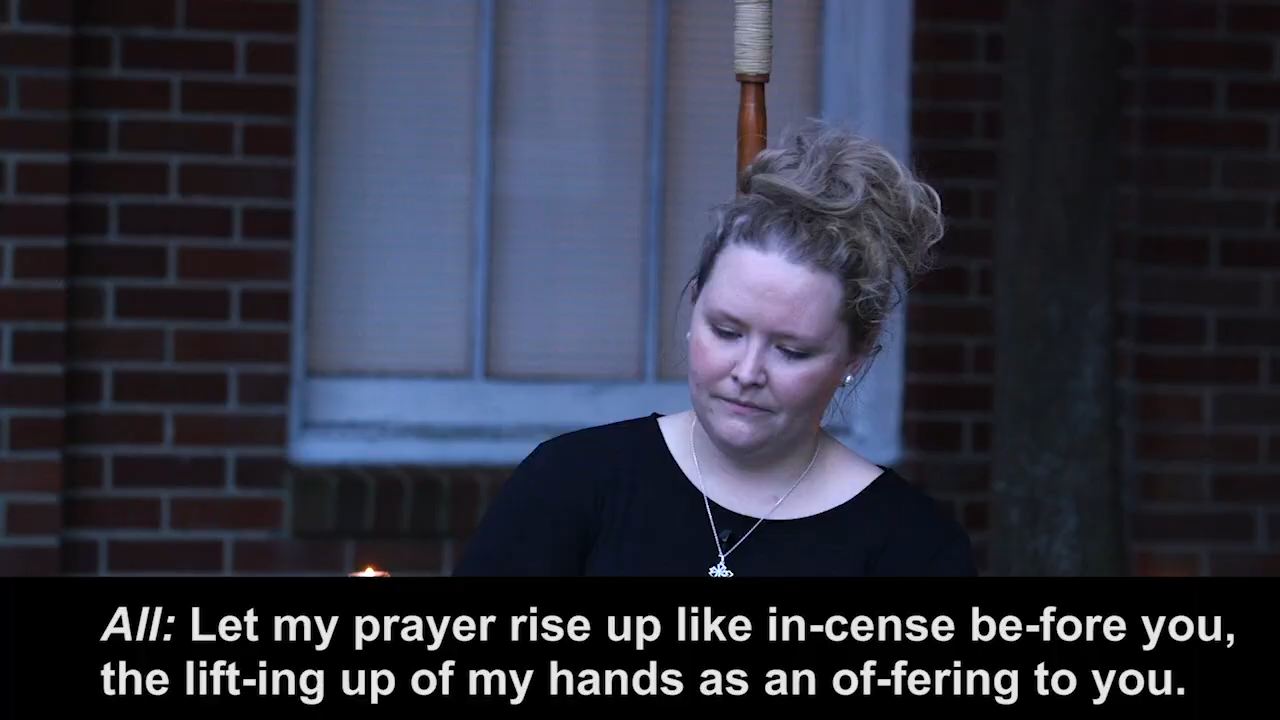 All: Let my prayer rise up like in-cense be-fore you,
the lift-ing up of my hands as an of-fering to you.